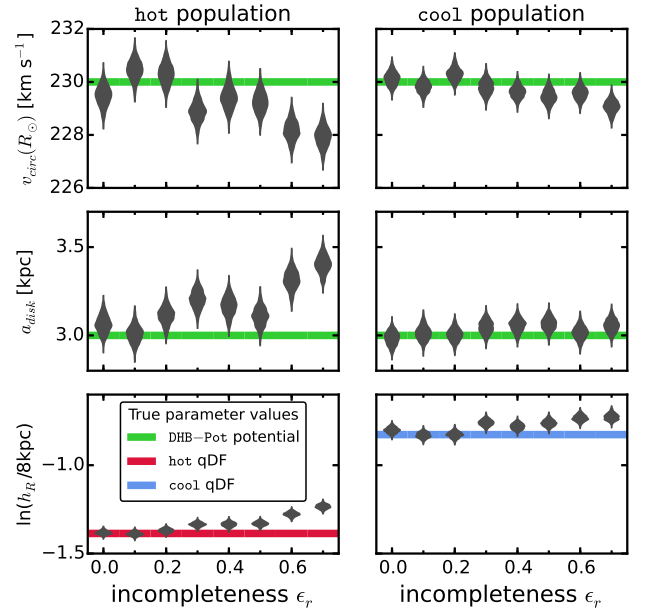 hot population
cool population
v_circ(R_⊙) [km s⁻¹]
232
230
228
226
a_disk [kpc]
3.5
3.0
ln(h_R/8kpc)
−1.0
−1.5
True parameter values
DHB-Pot potential
hot qDF
cool qDF
0.0 0.2 0.4 0.6
0.0 0.2 0.4 0.6
incompleteness ϵ_r
incompleteness ϵ_r